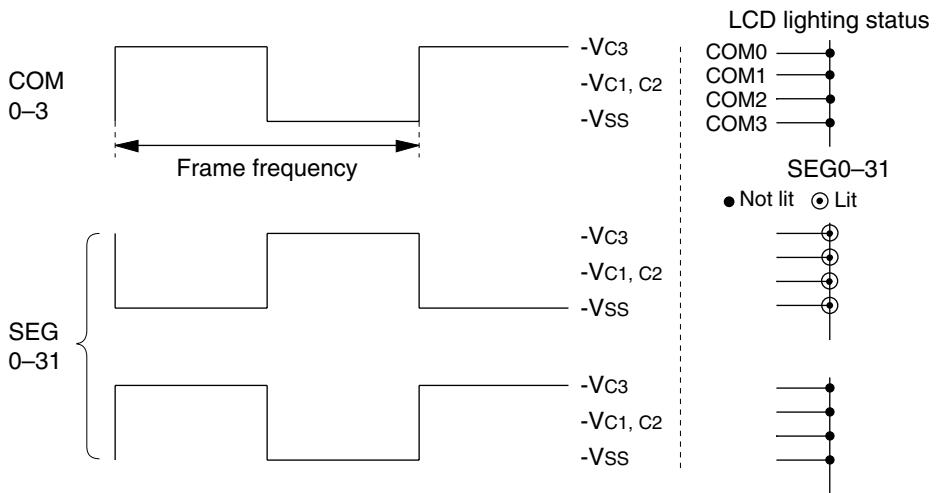 LCD lighting status
COM
0–3
-VC3
-VC1, C2
-VSS
Frame frequency
COM0
COM1
COM2
COM3
SEG0–31
Not lit
Lit
SEG
0–31
-VC3
-VC1, C2
-VSS
-VC3
-VC1, C2
-VSS